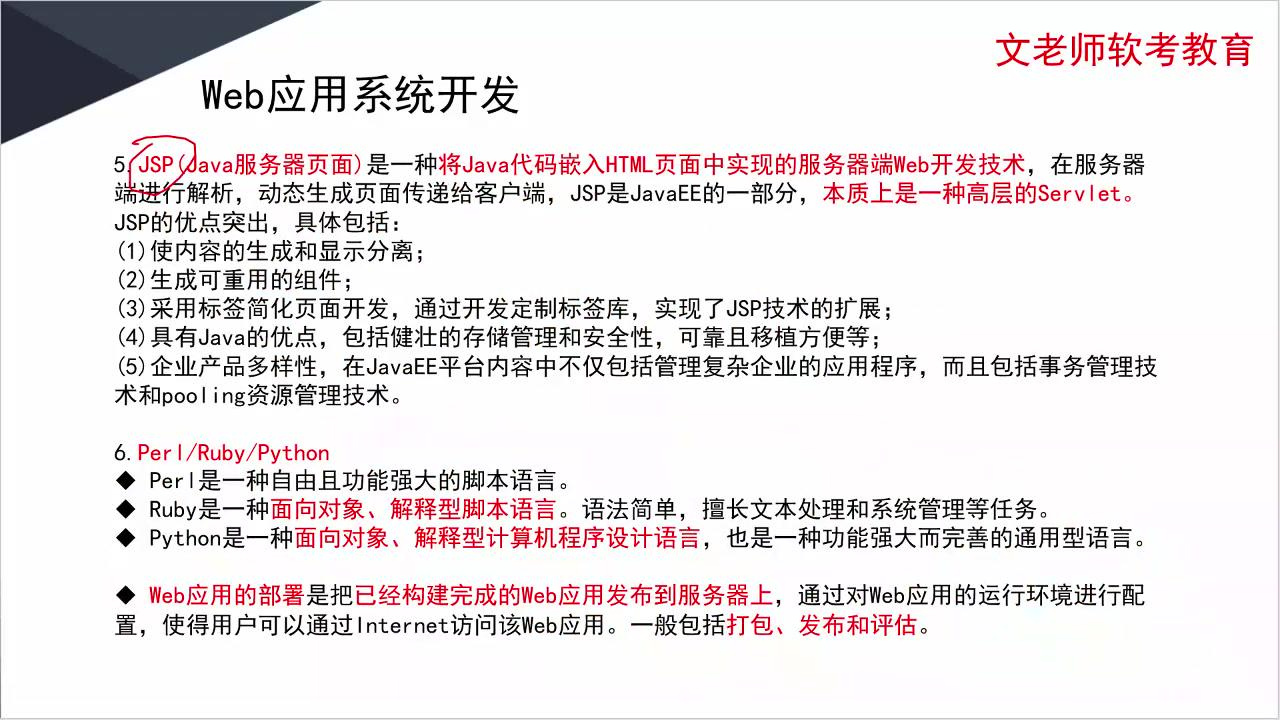 文老师软考教育
Web应用系统开发
5.JSP(Java服务器页面)是一种将Java代码嵌入HTML页面中实现的服务器端Web开发技术，在服务器
端进行解析，动态生成页面传递给客户端，JSP是JavaEE的一部分，本质上是一种高层的Servlet。
JSP的优点突出，具体包括：
(1)使内容的生成和显示分离；
(2)生成可重用的组件；
(3)采用标签简化页面开发，通过开发定制标签库，实现了JSP技术的扩展；
(4)具有Java的优点，包括健壮的存储管理和安全性，可靠且移植方便等；
(5)企业产品多样性，在JavaEE平台内容中不仅包括管理复杂企业的应用程序，而且包括事务管理技
术和pooling资源管理技术。
6.Perl/Ruby/Python
◆ Perl是一种自由且功能强大的脚本语言。
◆ Ruby是一种面向对象、解释型脚本语言。语法简单，擅长文本处理和系统管理等任务。
◆ Python是一种面向对象、解释型计算机程序设计语言，也是一种功能强大而完善的通用型语言。
◆ Web应用的部署是把已经构建完成的Web应用发布到服务器上，通过对Web应用的运行环境进行配
置，使得用户可以通过Internet访问该Web应用。一般包括打包、发布和评估。